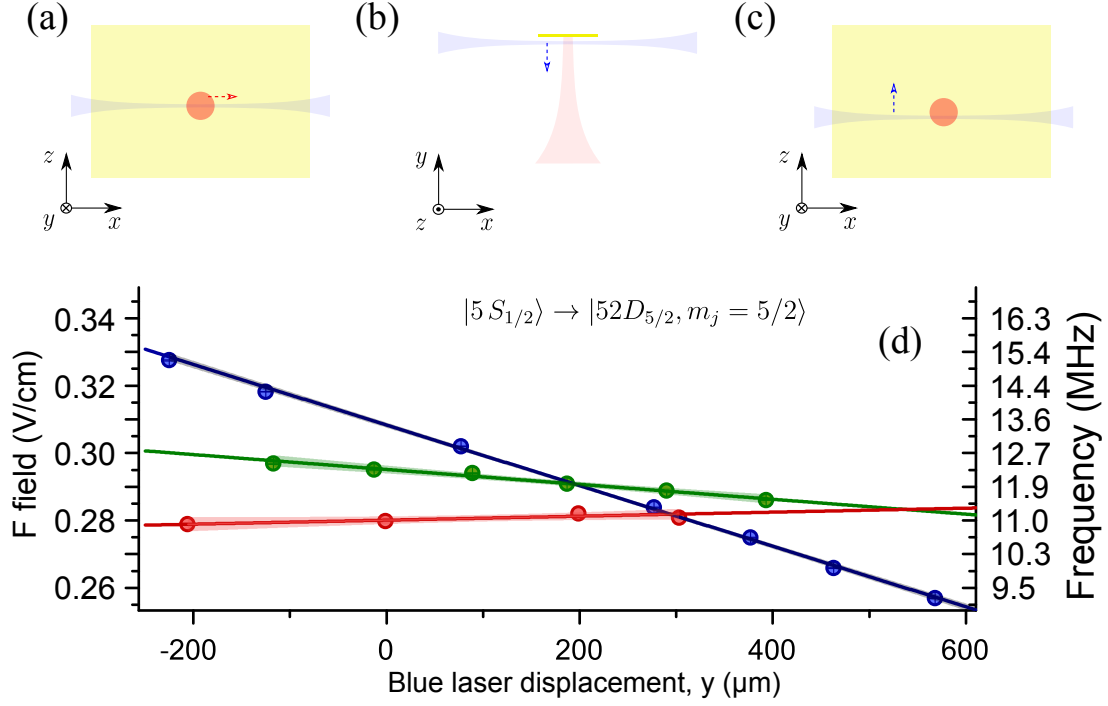 (a)
(b)
(c)
z
y
x
y
z
x
z
y
x
|5 S1/2⟩ → |52D5/2, mj = 5/2⟩
(d)
F field (V/cm)
0.34
0.32
0.30
0.28
0.26
16.3
15.4
14.4
13.6
12.7
11.9
11.0
10.3
9.5
Frequency (MHz)
-200
0
200
400
600
Blue laser displacement, y (µm)